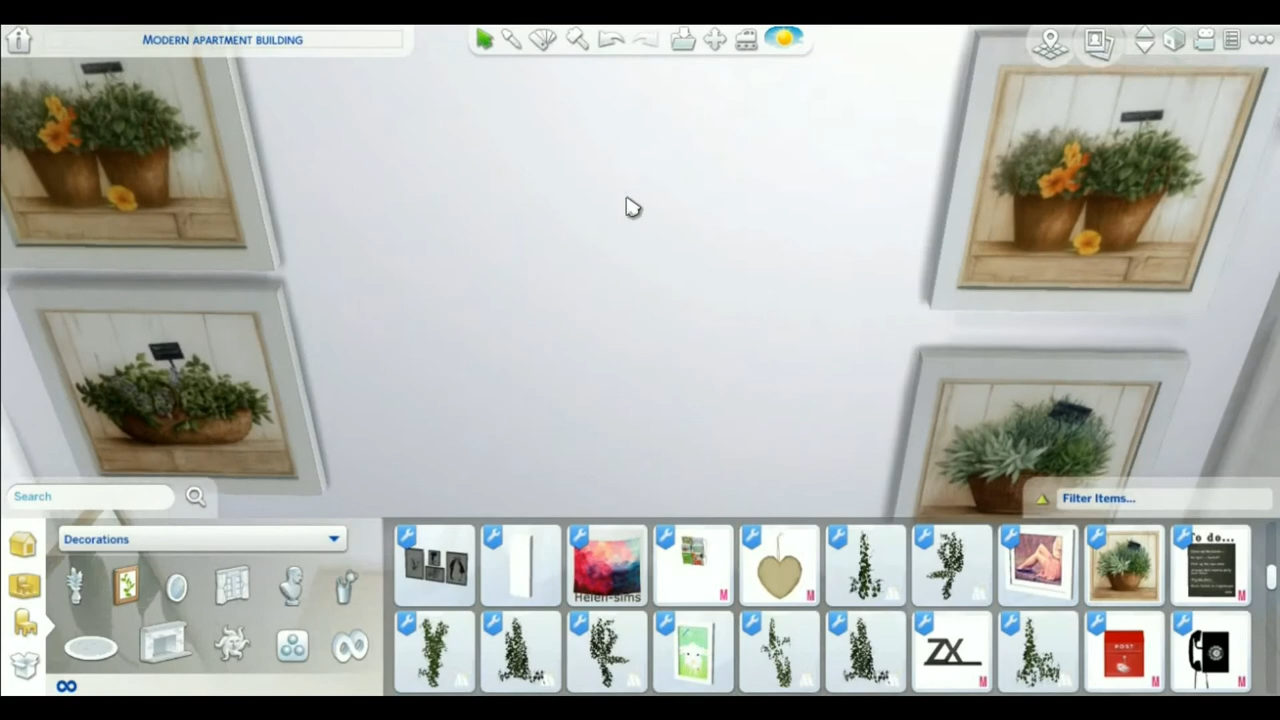 MODERN APARTMENT BUILDING
Search
Filter Items...
Decorations
Helen-sims
M
M
To do...
M
ZX
M
POST
M
M